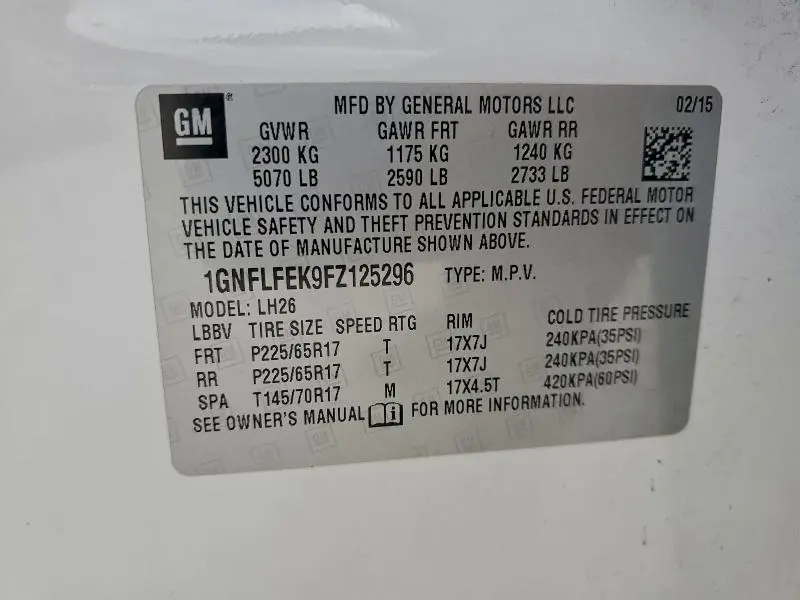 GM ® MFD BY GENERAL MOTORS LLC 02/15
GVWR GAWR FRT GAWR RR
2300 KG 1175 KG 1240 KG
5070 LB 2590 LB 2733 LB
THIS VEHICLE CONFORMS TO ALL APPLICABLE U.S. FEDERAL MOTOR
VEHICLE SAFETY AND THEFT PREVENTION STANDARDS IN EFFECT ON
THE DATE OF MANUFACTURE SHOWN ABOVE.
1GNFLFEK9FZ125296 TYPE: M.P.V.
MODEL: LH26
LBBV TIRE SIZE SPEED RTG RIM COLD TIRE PRESSURE
FRT P225/65R17 T 17X7J 240KPA(35PSI)
RR P225/65R17 T 17X7J 240KPA(35PSI)
SPA T145/70R17 M 17X4.5T 420KPA(60PSI)
SEE OWNER'S MANUAL i FOR MORE INFORMATION.